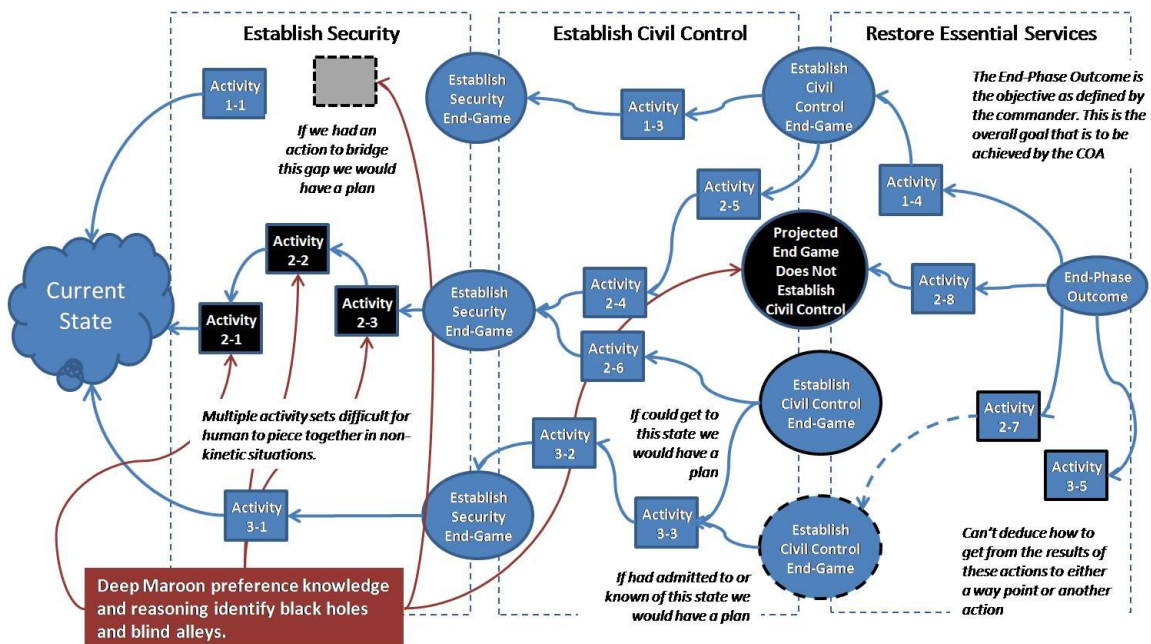 Establish Security
Establish Civil Control
Restore Essential Services
Activity
1-1
If we had an
action to bridge
this gap we would
have a plan
Establish
Security
End-Game
Activity
1-3
Establish
Civil
Control
End-Game
The End-Phase Outcome is
the objective as defined by
the commander. This is the
overall goal that is to be
achieved by the COA
Activity
2-5
Activity
1-4
Current
State
Activity
2-2
Activity
2-1
Activity
2-3
Establish
Security
End-Game
Activity
2-4
Activity
2-6
Projected
End Game
Does Not
Establish
Civil Control
Activity
2-8
End-Phase
Outcome
Multiple activity sets difficult for
human to piece together in non-
kinetic situations.
If could get to
this state we
would have a
plan
Establish
Civil Control
End-Game
Activity
2-7
Activity
3-5
Activity
3-1
Establish
Security
End-Game
Activity
3-2
Activity
3-3
Establish
Civil Control
End-Game
If had admitted to or
known of this state we
would have a plan
Can't deduce how to
get from the results of
these actions to either
a way point or another
action
Deep Maroon preference knowledge
and reasoning identify black holes
and blind alleys.